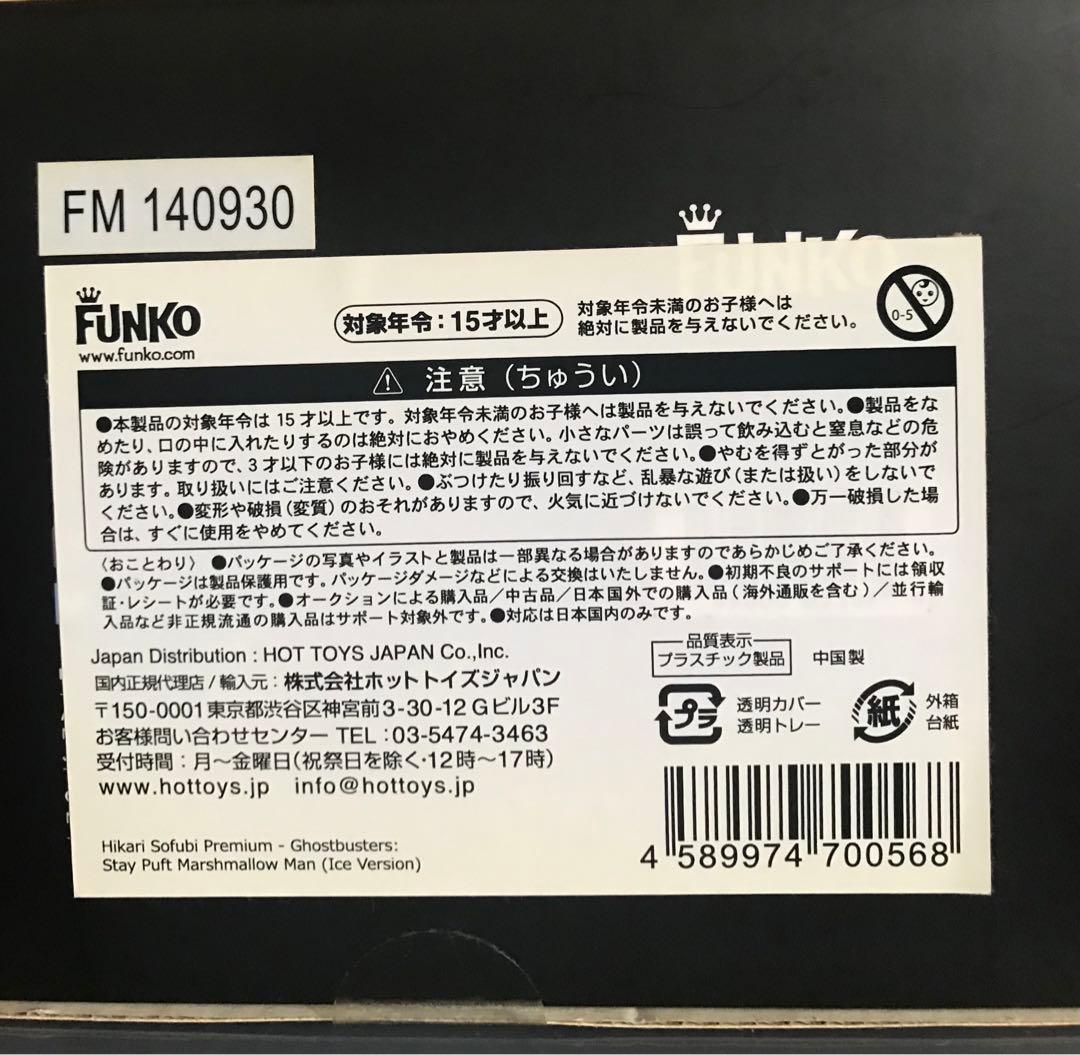 FM 140930
FUNKO
FUNKO
www.funko.com
対象年令：15才以上
対象年令未満のお子様へは
絶対に製品を与えないでください。
0-5
注意（ちゅうい）
●本製品の対象年令は 15才以上です。対象年令未満のお子様へは製品を与えないでください。●製品をな
めたり、口の中に入れたりするのは絶対におやめください。小さなパーツは誤って飲み込むと窒息などの危
険がありますので、3才以下のお子様には絶対に製品を与えないでください。●やむを得ずとがった部分が
あります。取り扱いにはご注意ください。●ぶつけたり振り回すなど、乱暴な遊び（または扱い）をしないで
ください。●変形や破損（変質）のおそれがありますので、火気に近づけないでください。●万一破損した場
合は、すぐに使用をやめてください。
〈おことわり〉 ●パッケージの写真やイラストと製品は一部異なる場合がありますのであらかじめご了承ください。
●パッケージは製品保護用です。パッケージダメージなどによる交換はいたしません。●初期不良のサポートには領収
証・レシートが必要です。●オークションによる購入品／中古品／日本国外での購入品（海外通販を含む）／並行輸
入品など非正規流通の購入品はサポート対象外です。●対応は日本国内のみです。
Japan Distribution : HOT TOYS JAPAN Co.,Inc.
国内正規代理店 / 輸入元：株式会社ホットトイズジャパン
〒150-0001 東京都渋谷区神宮前3-30-12 Gビル3F
お客様問い合わせセンター TEL：03-5474-3463
受付時間：月〜金曜日（祝祭日を除く・12時〜17時）
www.hottoys.jp info@hottoys.jp
品質表示
プラスチック製品
中国製
プラ
透明カバー
透明トレー
紙
外箱
台紙
Hikari Sofubi Premium - Ghostbusters:
Stay Puft Marshmallow Man (Ice Version)
4 589974 700568